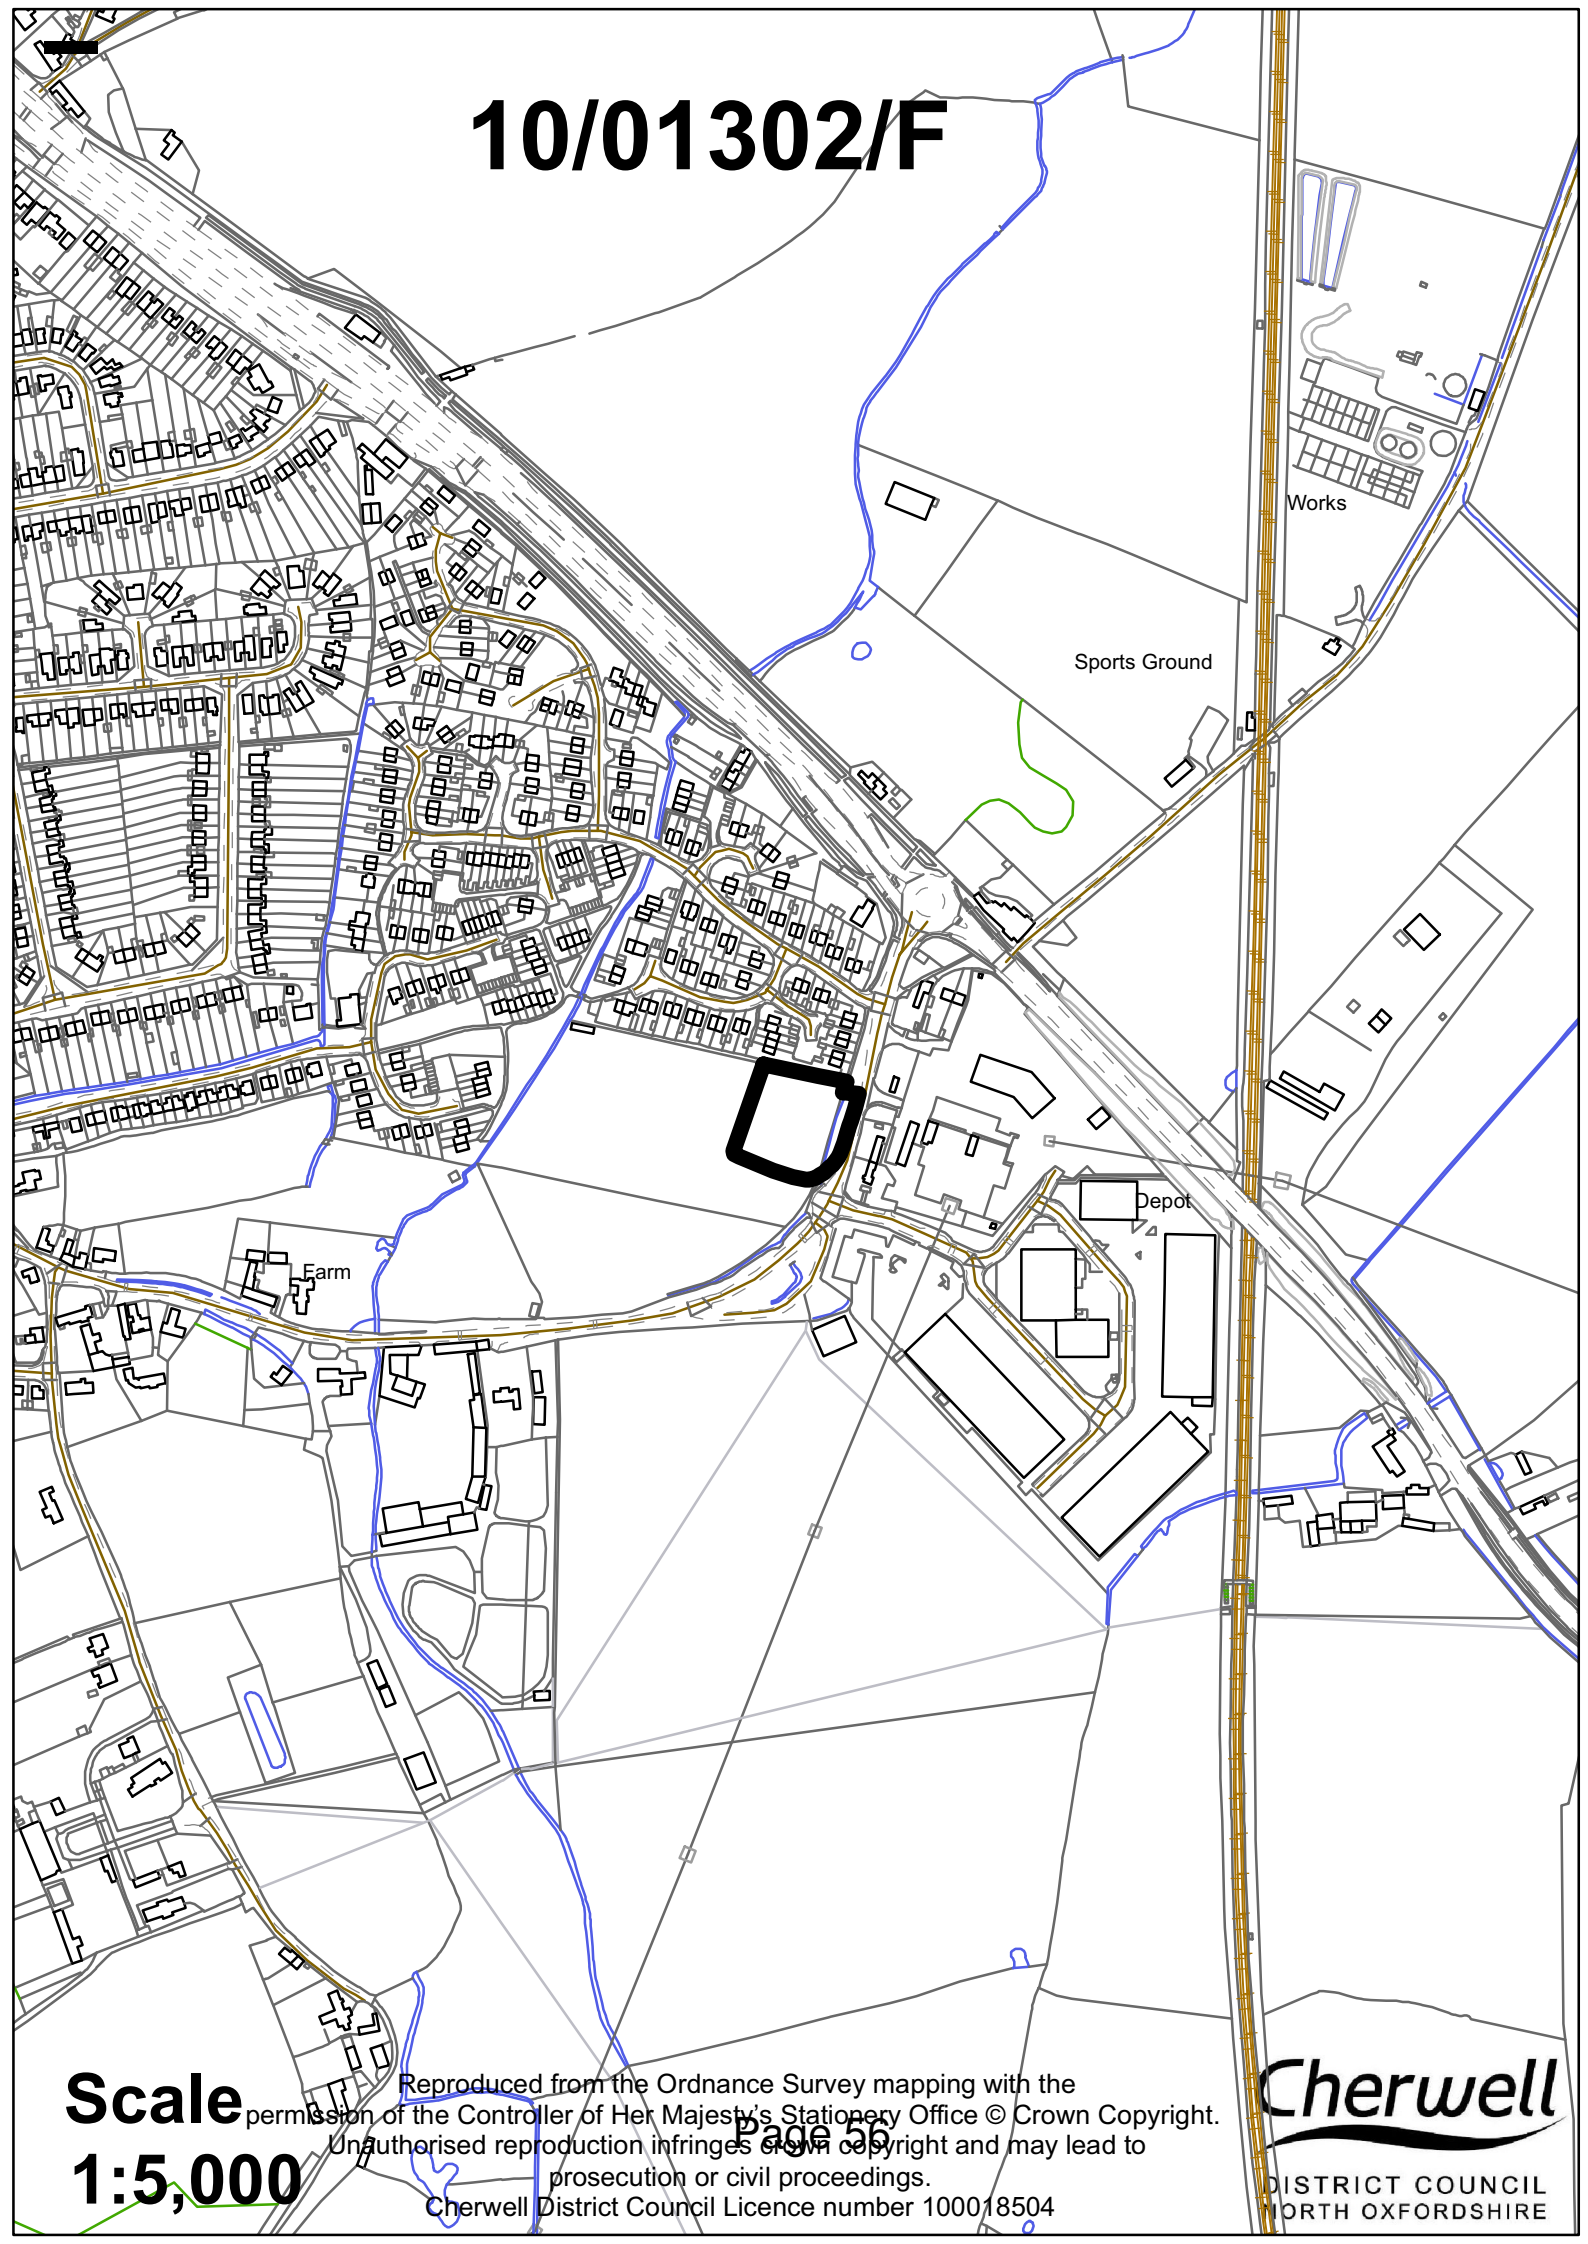 10/01302/F
Works
Sports Ground
Depot
Farm
Scale
1:5,000
Reproduced from the Ordnance Survey mapping with the
permission of the Controller of Her Majesty's Stationery Office © Crown Copyright.
Unauthorised reproduction infringes crown copyright and may lead to
prosecution or civil proceedings.
Cherwell District Council Licence number 100018504
Page 56
Cherwell
DISTRICT COUNCIL
NORTH OXFORDSHIRE